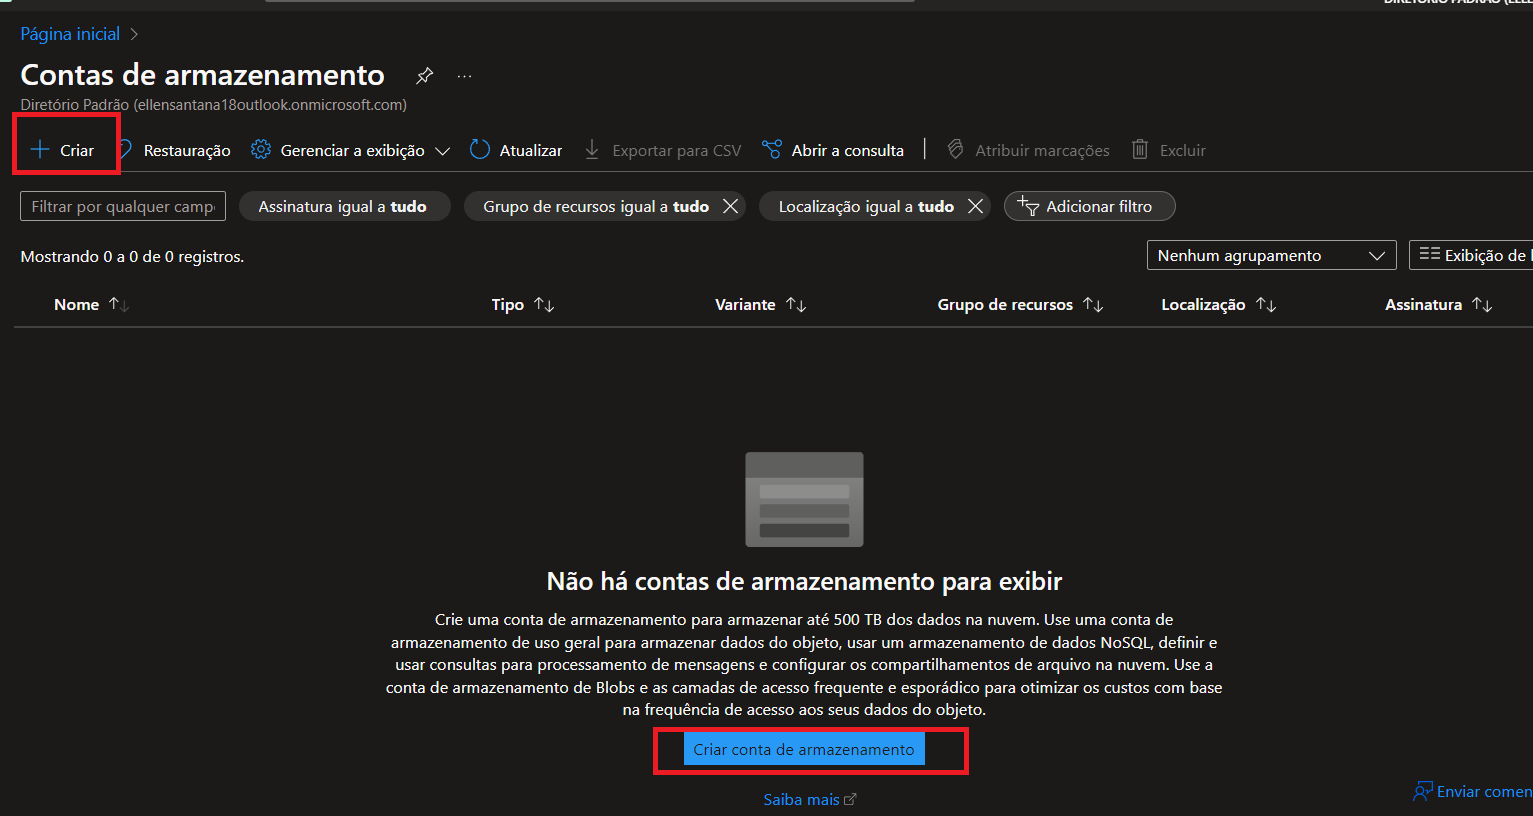 Página inicial
Contas de armazenamento
Diretório Padrão (ellensantana18outlook.onmicrosoft.com)
Criar Restauração Gerenciar a exibição Atualizar Exportar para CSV Abrir a consulta Atribuir marcações Excluir
Filtrar por qualquer camp Assinatura igual a tudo Grupo de recursos igual a tudo Localização igual a tudo Adicionar filtro
Mostrando 0 a 0 de 0 registros. Nenhum agrupamento Exibição de
Nome Tipo Variante Grupo de recursos Localização Assinatura
Não há contas de armazenamento para exibir
Crie uma conta de armazenamento para armazenar até 500 TB dos dados na nuvem. Use uma conta de
armazenamento de uso geral para armazenar dados do objeto, usar um armazenamento de dados NoSQL, definir e
usar consultas para processamento de mensagens e configurar os compartilhamentos de arquivo na nuvem. Use a
conta de armazenamento de Blobs e as camadas de acesso frequente e esporádico para otimizar os custos com base
na frequência de acesso aos seus dados do objeto.
Criar conta de armazenamento
Saiba mais
Enviar comen